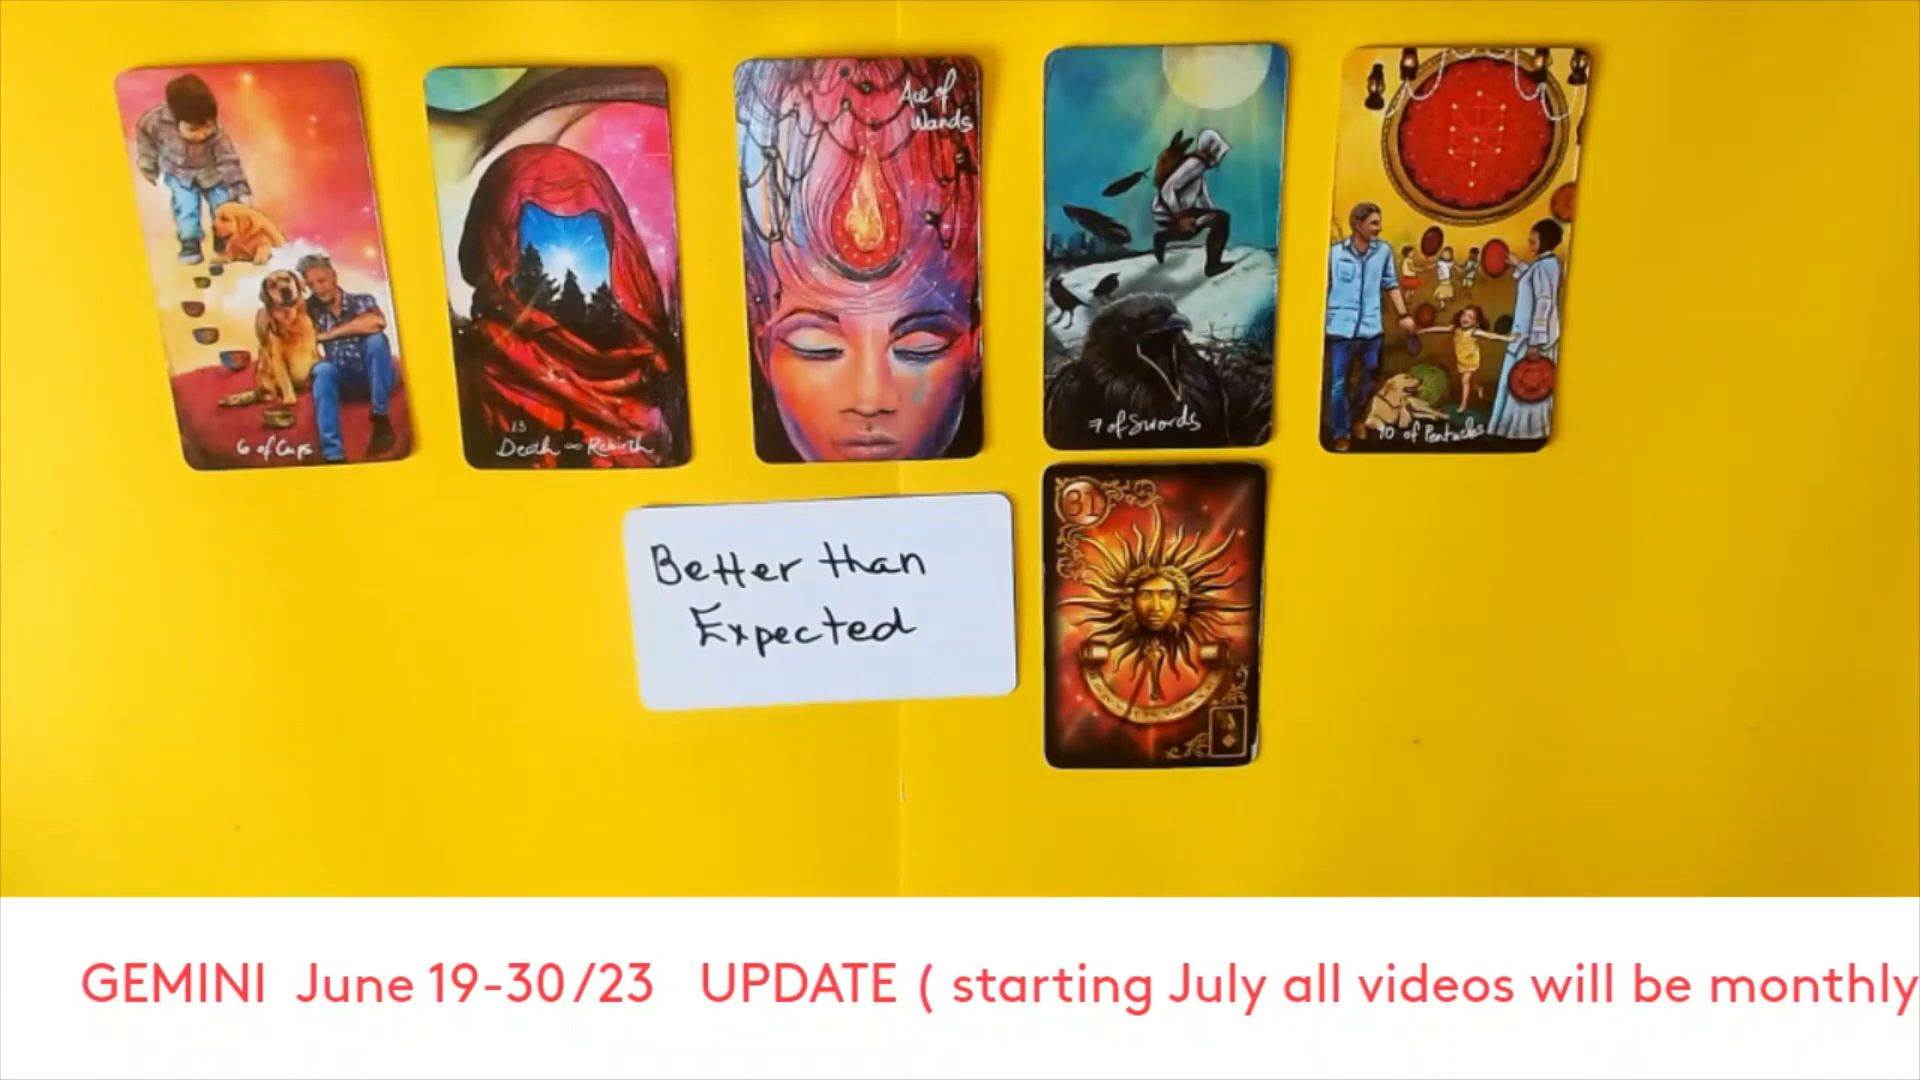 6 of Cups
13
Death ∞ Rebirth
Ace of
Wands
7 of Swords
10 of Pentacles
Better than
Expected
31
GEMINI June 19-30/23 UPDATE ( starting July all videos will be monthly